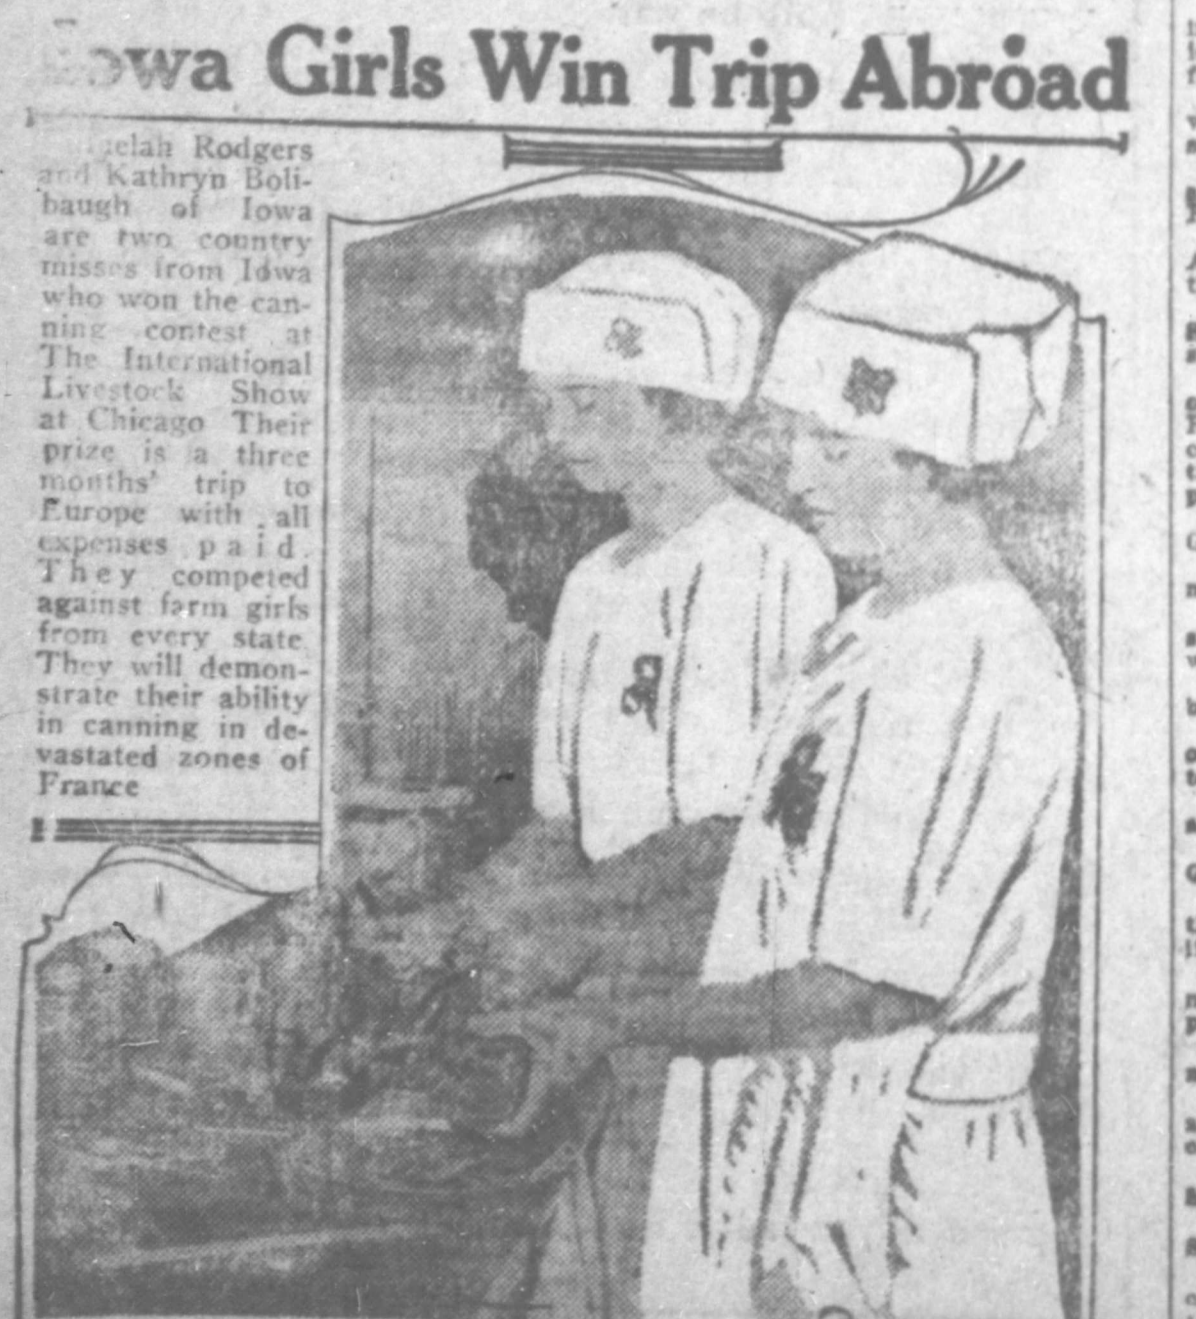 Iowa Girls Win Trip Abroad
Rodgers
and Kathryn Boli-
baugh of Iowa
are two country
misses from Iowa
who won the can-
ning contest at
The International
Livestock Show
at Chicago Their
prize is a three
months' trip to
Europe with all
expenses paid.
They competed
against farm girls
from every state
They will demon-
strate their ability
in canning in de-
vastated zones of
France